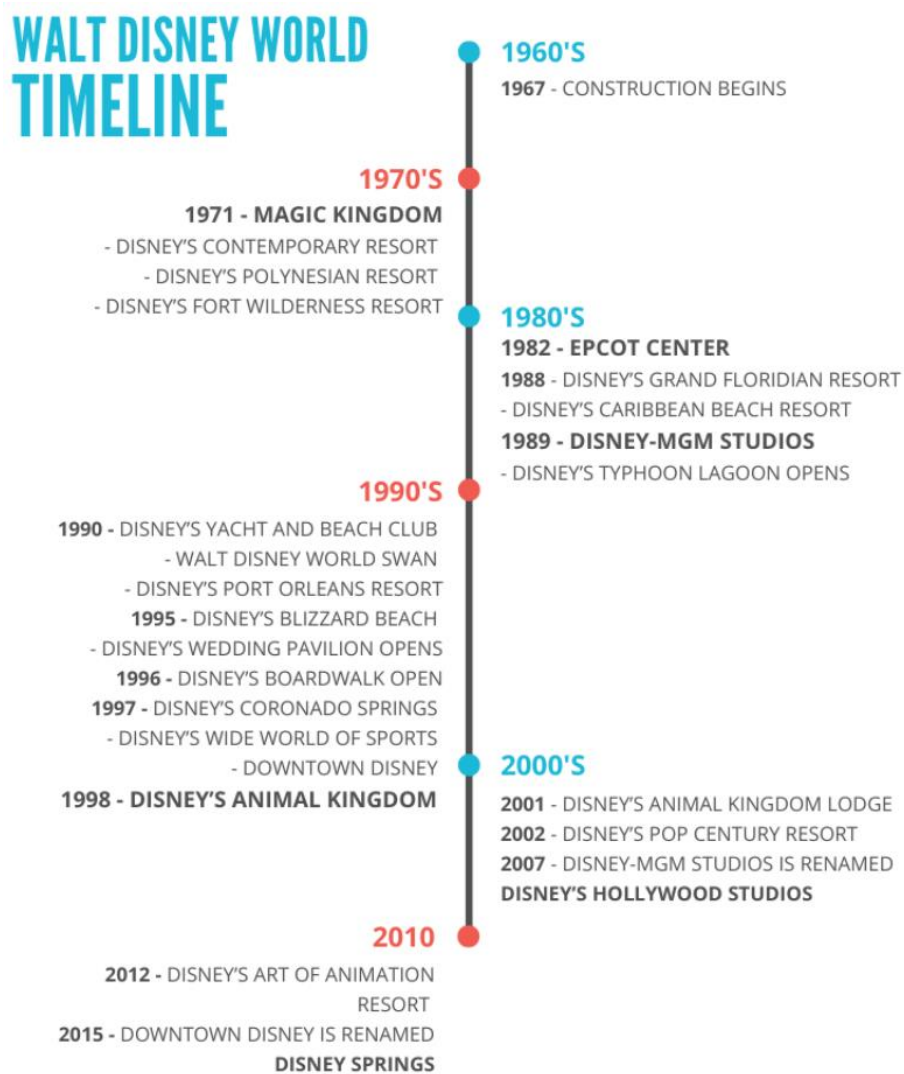 WALT DISNEY WORLD
TIMELINE
1960'S
1967 - CONSTRUCTION BEGINS
1970'S
1971 - MAGIC KINGDOM
- DISNEY'S CONTEMPORARY RESORT
- DISNEY'S POLYNESIAN RESORT
- DISNEY'S FORT WILDERNESS RESORT
1980'S
1982 - EPCOT CENTER
1988 - DISNEY'S GRAND FLORIDIAN RESORT
- DISNEY'S CARIBBEAN BEACH RESORT
1989 - DISNEY-MGM STUDIOS
- DISNEY'S TYPHOON LAGOON OPENS
1990'S
1990 - DISNEY'S YACHT AND BEACH CLUB
- WALT DISNEY WORLD SWAN
- DISNEY'S PORT ORLEANS RESORT
1995 - DISNEY'S BLIZZARD BEACH
- DISNEY'S WEDDING PAVILION OPENS
1996 - DISNEY'S BOARDWALK OPEN
1997 - DISNEY'S CORONADO SPRINGS
- DISNEY'S WIDE WORLD OF SPORTS
- DOWNTOWN DISNEY
1998 - DISNEY'S ANIMAL KINGDOM
2000'S
2001 - DISNEY'S ANIMAL KINGDOM LODGE
2002 - DISNEY'S POP CENTURY RESORT
2007 - DISNEY-MGM STUDIOS IS RENAMED
DISNEY'S HOLLYWOOD STUDIOS
2010
2012 - DISNEY'S ART OF ANIMATION
RESORT
2015 - DOWNTOWN DISNEY IS RENAMED
DISNEY SPRINGS